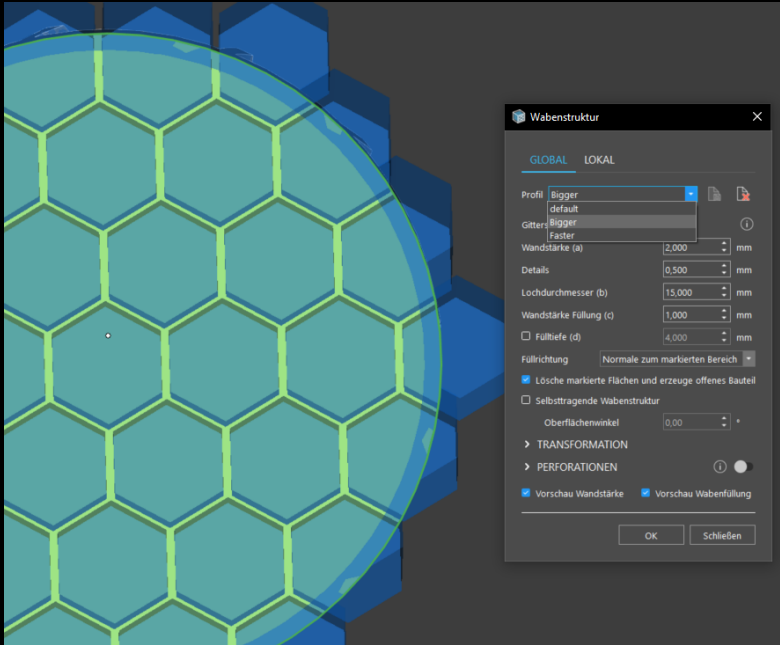 Wabenstruktur
GLOBAL LOKAL
Profil Bigger
default
Gitters Bigger
Faster
Wandstärke (a) 2,000 mm
Details 0,500 mm
Lochdurchmesser (b) 15,000 mm
Wandstärke Füllung (c) 1,000 mm
Fülltiefe (d) 4,000 mm
Füllrichtung Normale zum markierten Bereich
Lösche markierte Flächen und erzeuge offenes Bauteil
Selbsttragende Wabenstruktur
Oberflächenwinkel 0,00 °
TRANSFORMATION
PERFORATIONEN
Vorschau Wandstärke Vorschau Wabenfüllung
OK Schließen